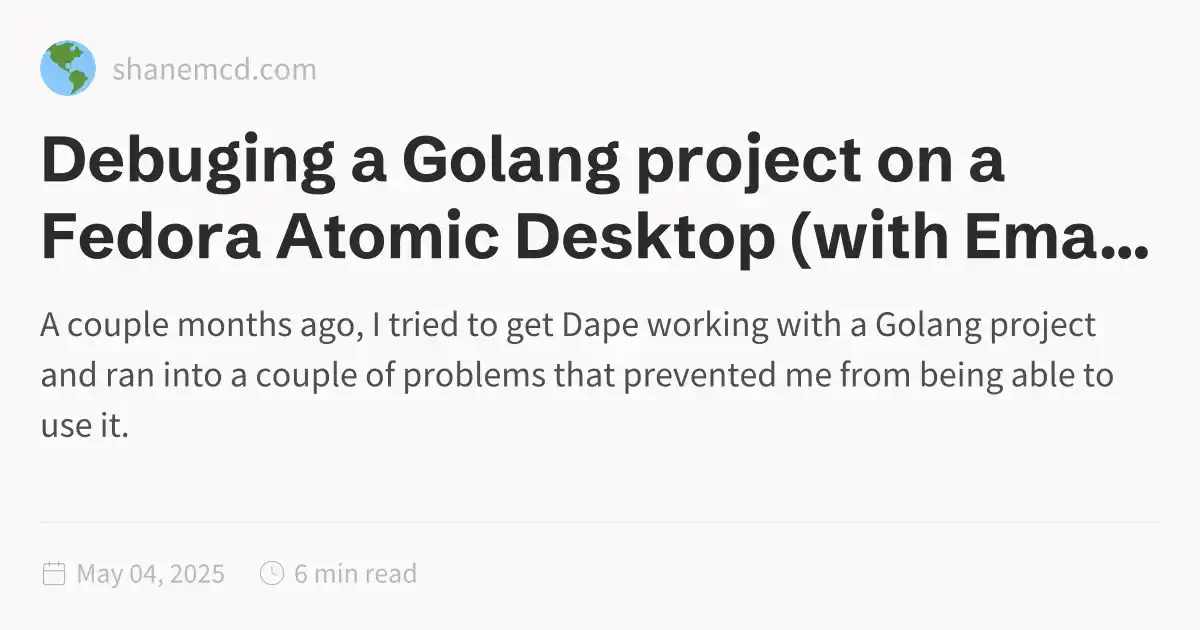 shanemcd.com
Debuging a Golang project on a
Fedora Atomic Desktop (with Ema...
A couple months ago, I tried to get Dape working with a Golang project
and ran into a couple of problems that prevented me from being able to
use it.
May 04, 2025 6 min read